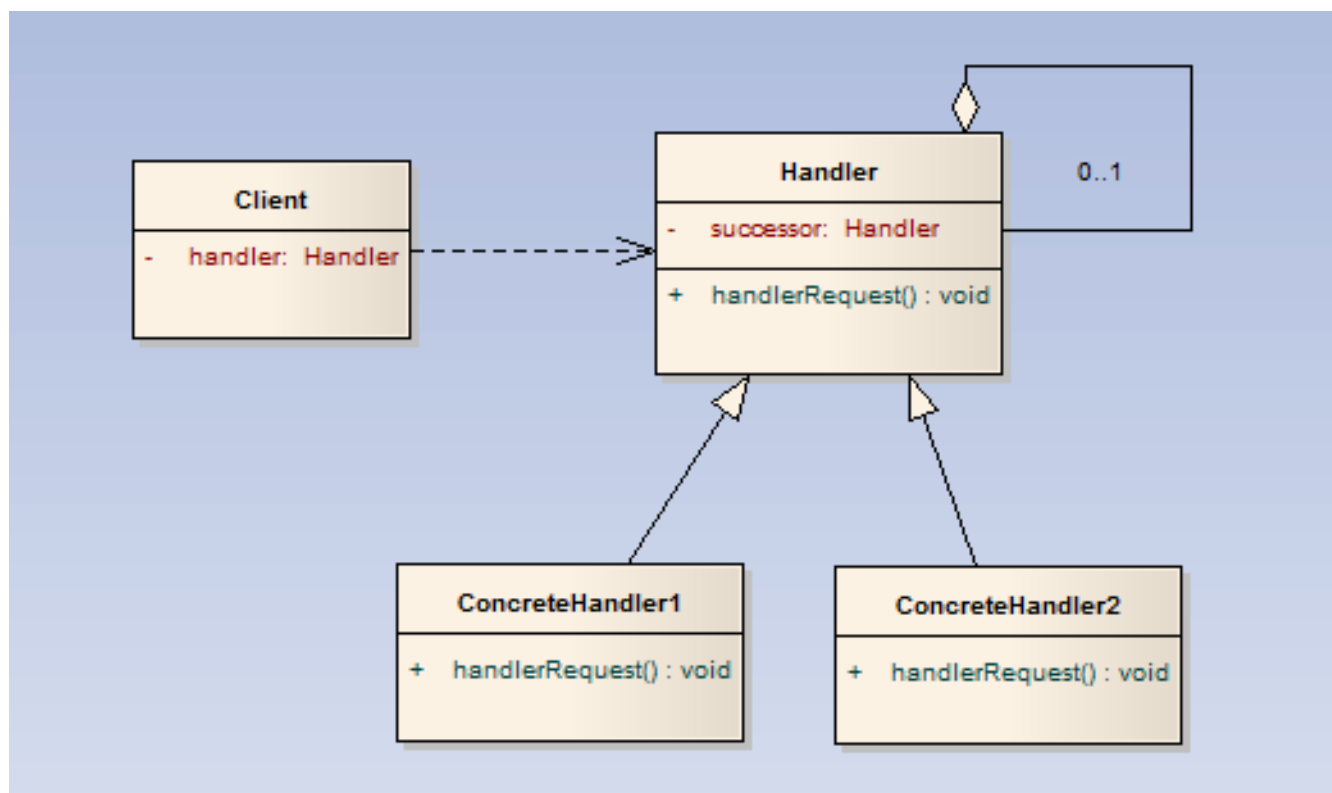 Client
- handler: Handler
Handler
- successor: Handler
+ handlerRequest() : void
0..1
ConcreteHandler1
+ handlerRequest() : void
ConcreteHandler2
+ handlerRequest() : void